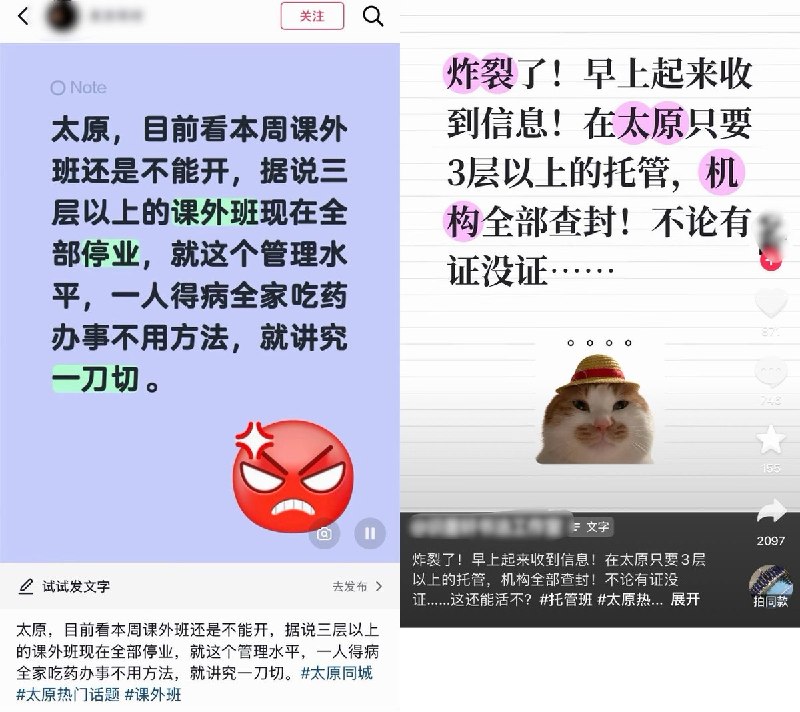 关注
Note
太原，目前看本周课外
班还是不能开，据说三
层以上的课外班现在全
部停业，就这个管理水
平，一人得病全家吃药
办事不用方法，就讲究
一刀切。
试试发文字
去发布
太原，目前看本周课外班还是不能开，据说三层以上
的课外班现在全部停业，就这个管理水平，一人得病
全家吃药办事不用方法，就讲究一刀切。#太原同城
#太原热门话题 #课外班
炸裂了！早上起来收
到信息！在太原只要
3层以上的托管，机
构全部查封！不论有
证没证……
871
746
155
2097
文字
炸裂了！早上起来收到信息！在太原只要3层
以上的托管，机构全部查封！不论有证没
证......这还能活不？#托管班 #太原热... 展开
拍同款